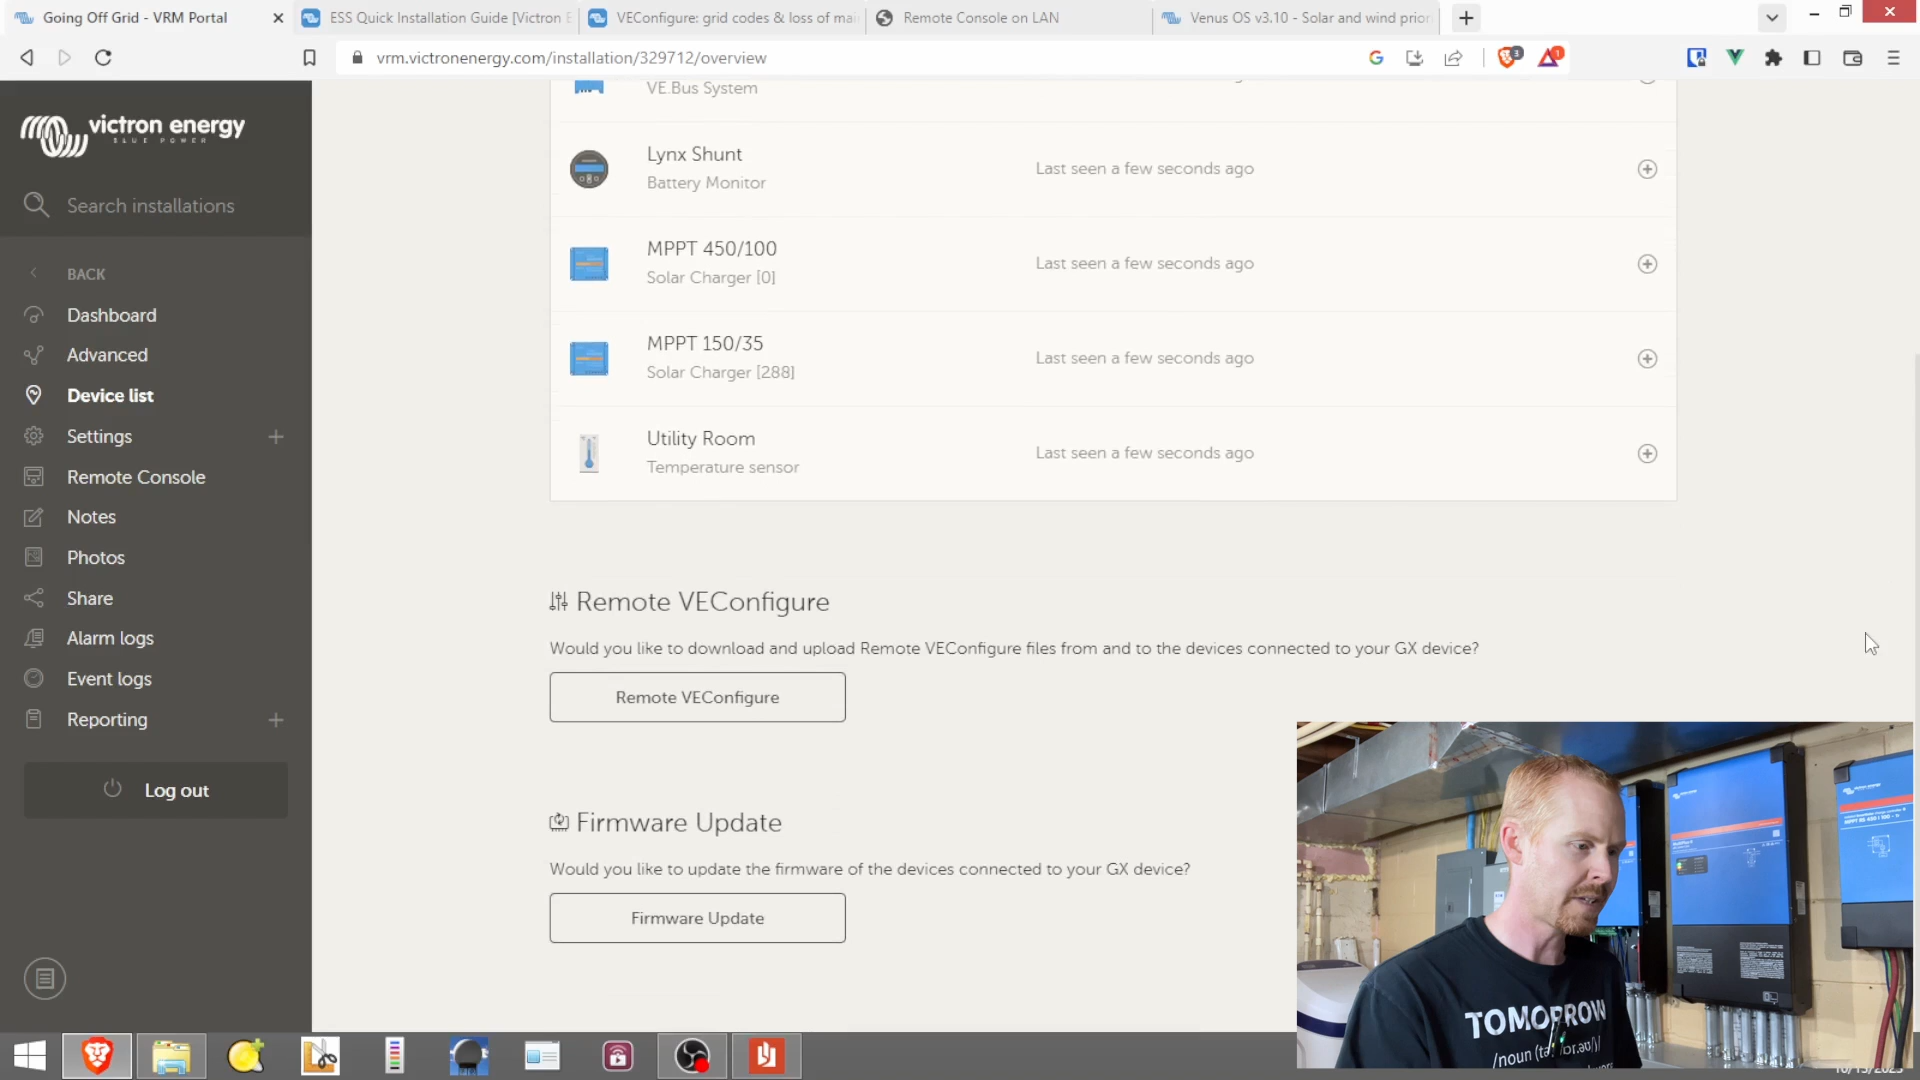 Going Off Grid - VRM Portal
ESS Quick Installation Guide [Victron E
VEConfigure: grid codes & loss of mai
Remote Console on LAN
Venus OS v3.10 - Solar and wind prior
vrm.victronenergy.com/installation/329712/overview
3
1
victron energy
BLUE POWER
Search installations
BACK
Dashboard
Advanced
Device list
Settings
Remote Console
Notes
Photos
Share
Alarm logs
Event logs
Reporting
Log out
VE.Bus System
Lynx Shunt
Battery Monitor
Last seen a few seconds ago
MPPT 450/100
Solar Charger [0]
Last seen a few seconds ago
MPPT 150/35
Solar Charger [288]
Last seen a few seconds ago
Utility Room
Temperature sensor
Last seen a few seconds ago
Remote VEConfigure
Would you like to download and upload Remote VEConfigure files from and to the devices connected to your GX device?
Remote VEConfigure
Firmware Update
Would you like to update the firmware of the devices connected to your GX device?
Firmware Update
TOMORROW
/noun